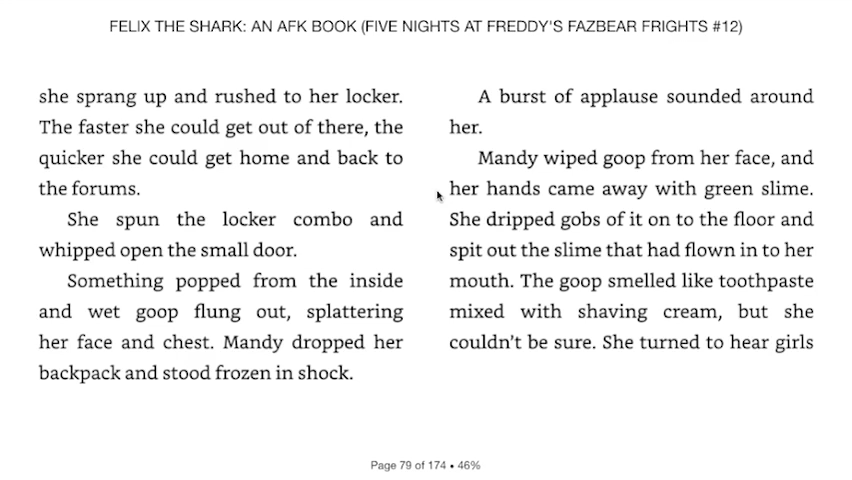 FELIX THE SHARK: AN AFK BOOK (FIVE NIGHTS AT FREDDY'S FAZBEAR FRIGHTS #12)
she sprang up and rushed to her locker.
The faster she could get out of there, the
quicker she could get home and back to
the forums.
She spun the locker combo and
whipped open the small door.
Something popped from the inside
and wet goop flung out, splattering
her face and chest. Mandy dropped her
backpack and stood frozen in shock.
A burst of applause sounded around
her.
Mandy wiped goop from her face, and
her hands came away with green slime.
She dripped gobs of it on to the floor and
spit out the slime that had flown in to her
mouth. The goop smelled like toothpaste
mixed with shaving cream, but she
couldn't be sure. She turned to hear girls
Page 79 of 174 • 46%